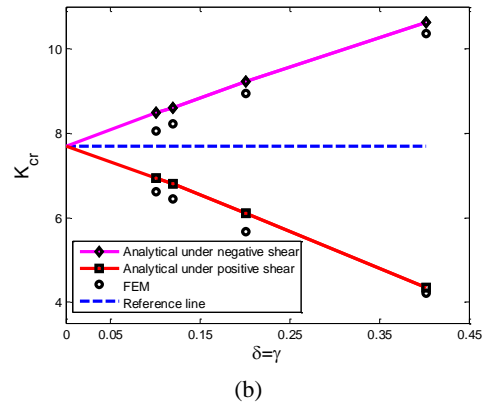 K_cr
10
8
6
4
Analytical under negative shear
Analytical under positive shear
FEM
Reference line
0 0.05 0.15 0.25 0.35 0.45
δ=γ
(b)